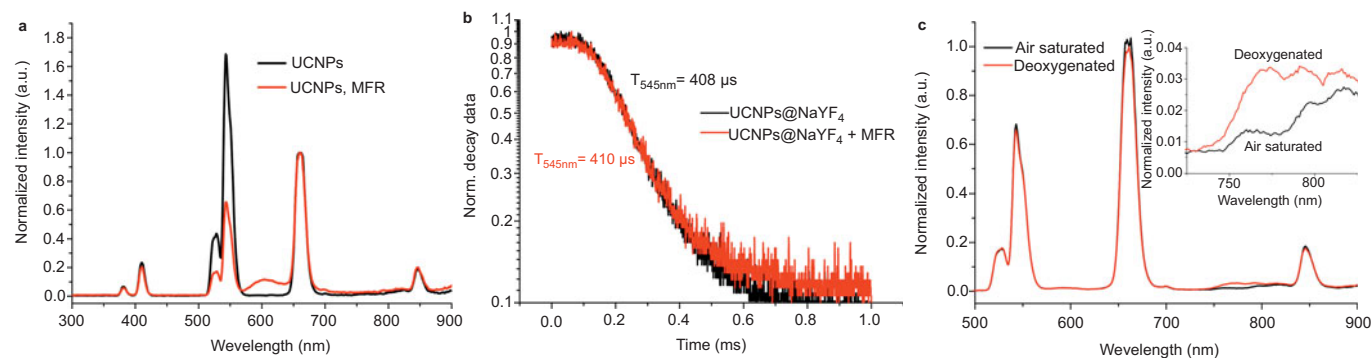 a
Normalized intensity (a.u.)
1.8
1.6
1.4
1.2
1.0
0.8
0.6
0.4
0.2
0.0
UCNPs
UCNPs, MFR
300 400 500 600 700 800 900
Wavelength (nm)
b
Norm. decay data
1.1
1
0.9
0.8
0.7
0.6
0.5
0.4
0.3
0.2
0.1
T545nm= 408 µs
UCNPs@NaYF4
UCNPs@NaYF4 + MFR
T545nm= 410 µs
0.0 0.2 0.4 0.6 0.8 1.0
Time (ms)
c
Normalized intensity (a.u.)
1.0
0.8
0.6
0.4
0.2
0.0
Air saturated
Deoxygenated
500 600 700 800 900
Wavelength (nm)
Normalized intensity (a.u.)
0.04
0.03
0.02
0.01
0.00
Deoxygenated
Air saturated
750 800
Wavelength (nm)